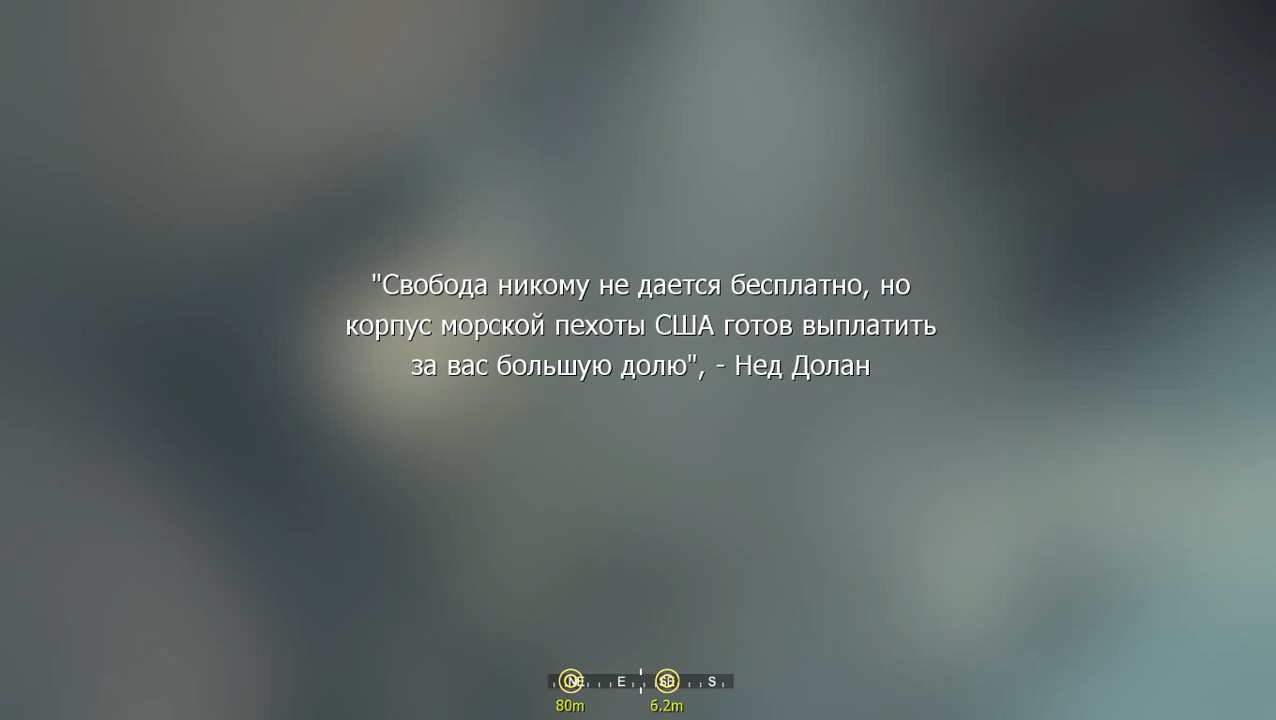 "Свобода никому не дается бесплатно, но
корпус морской пехоты США готов выплатить
за вас большую долю", - Нед Долан
NE E SE S
80m 6.2m